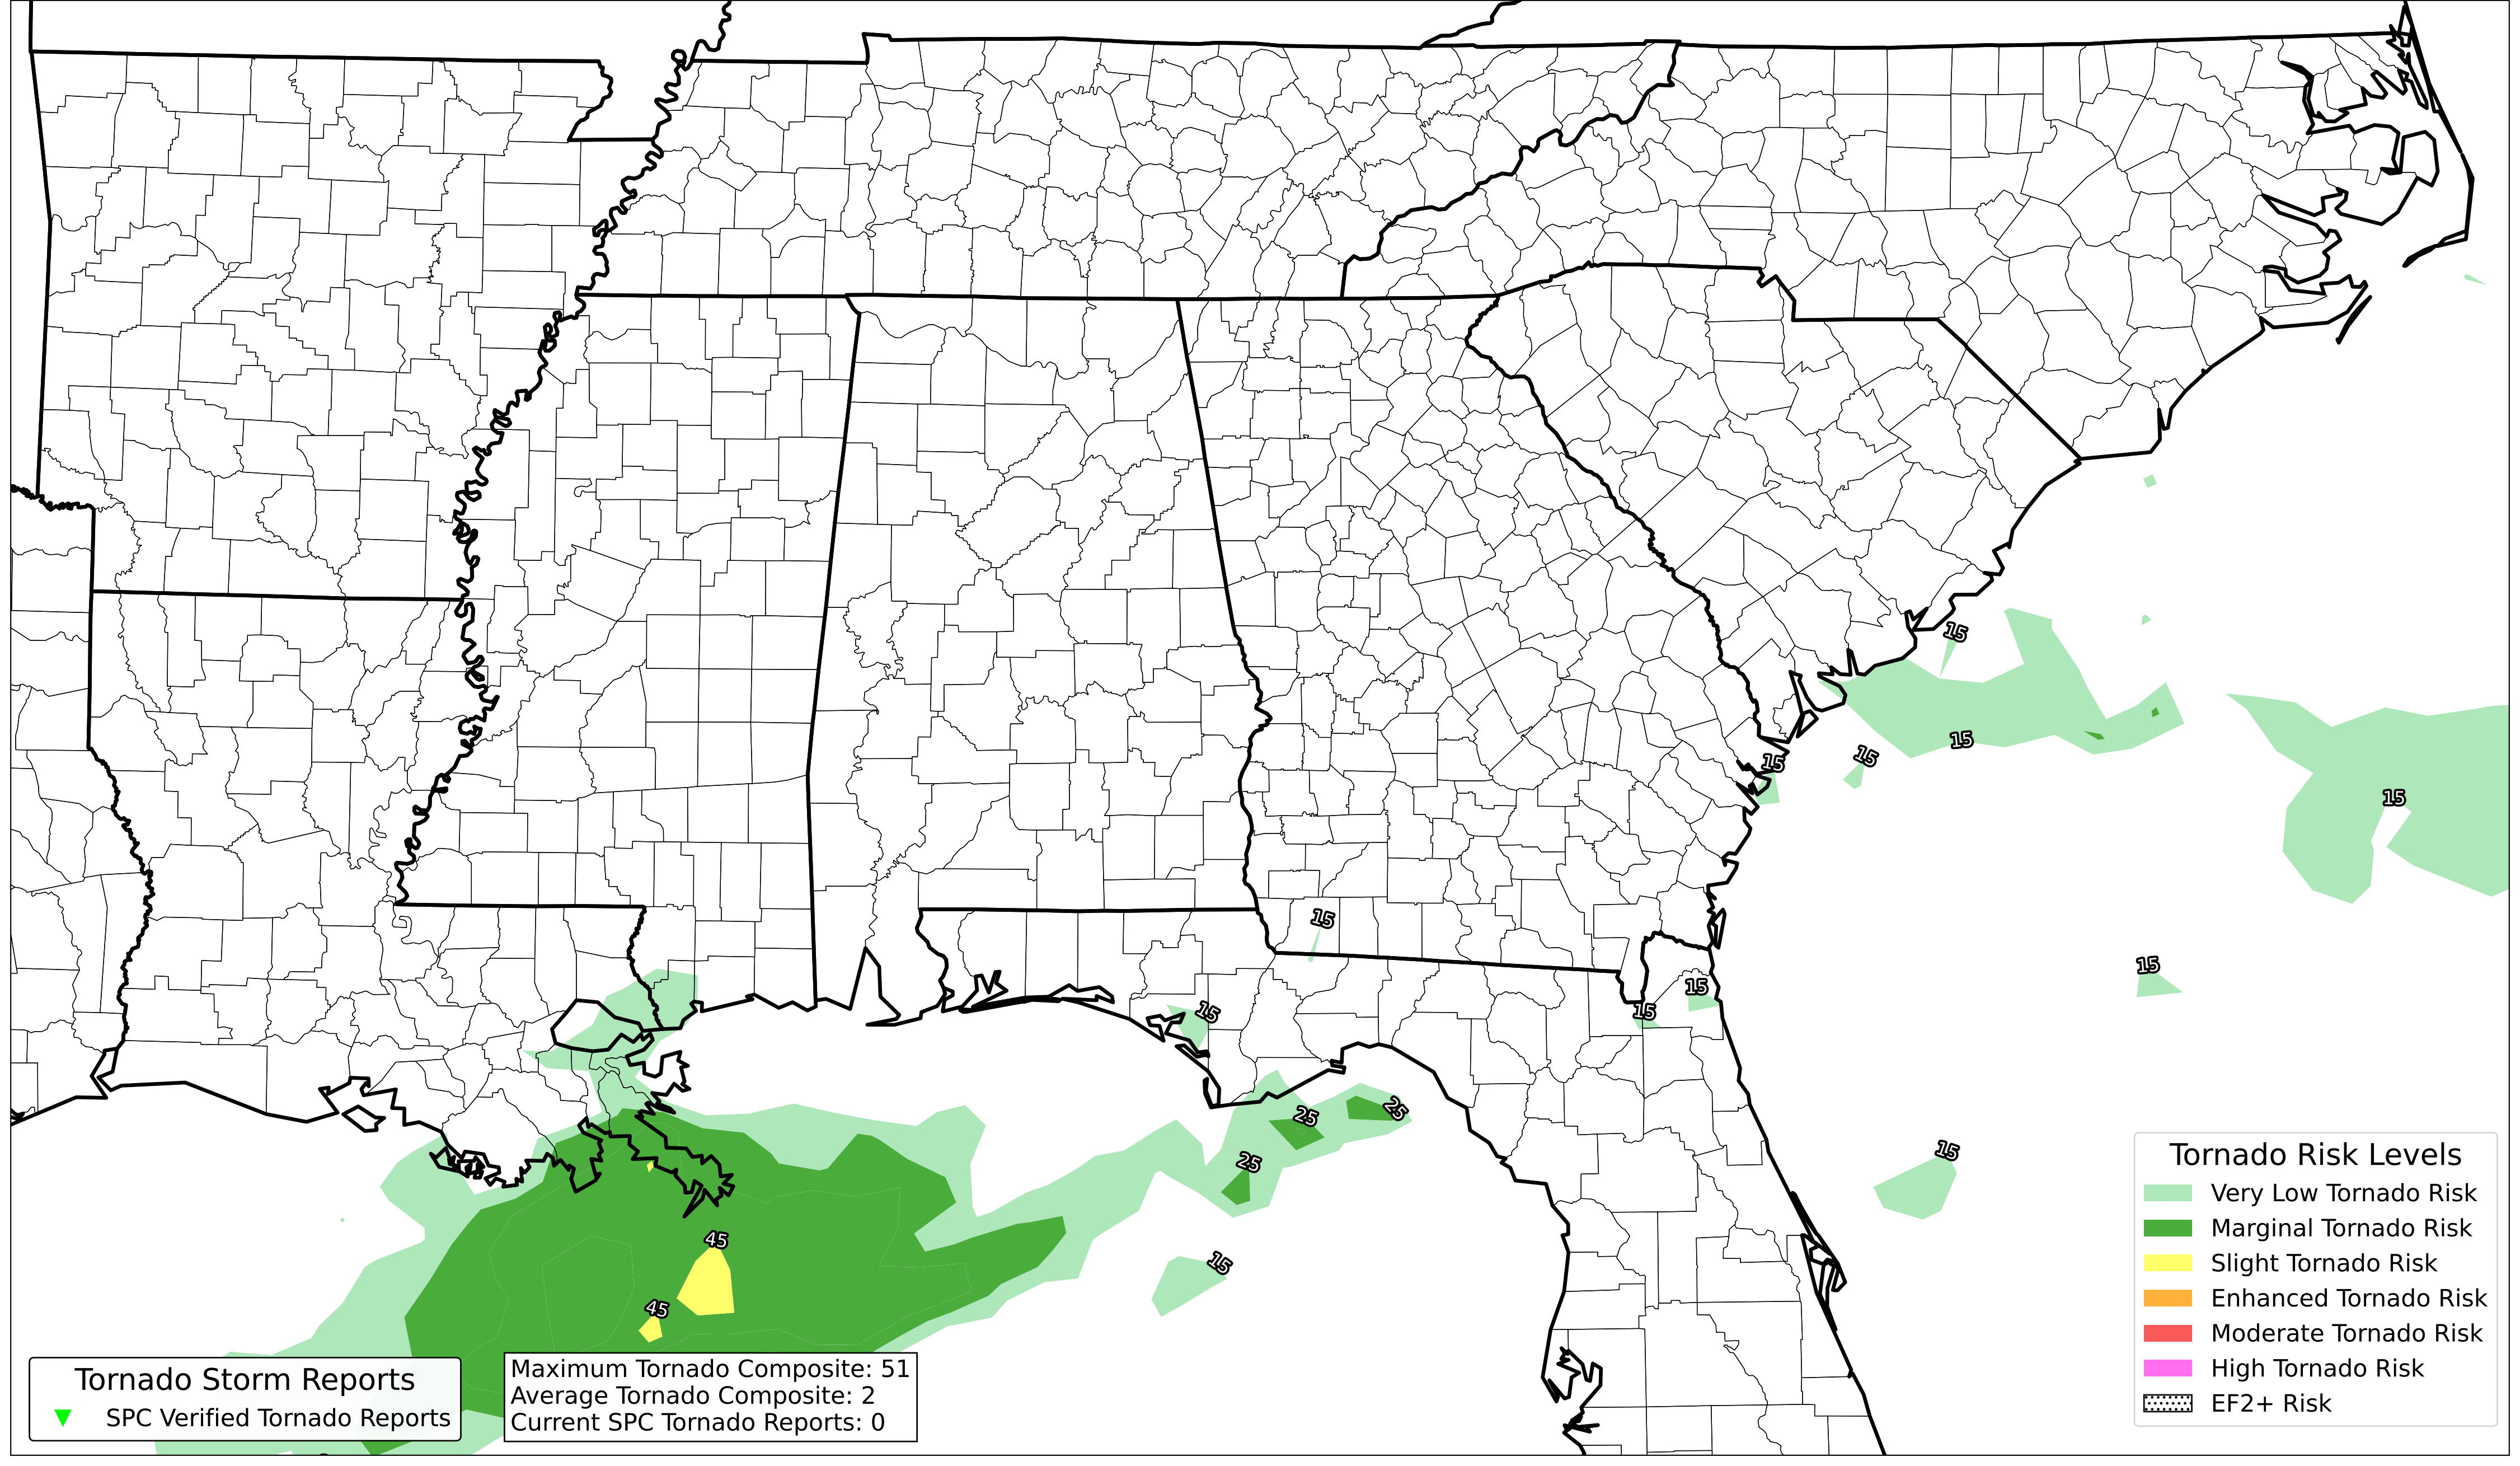 15
15
15
15
15
15
15
15
15
15
25
25
25
15
15
45
45
Tornado Risk Levels
Very Low Tornado Risk
Marginal Tornado Risk
Slight Tornado Risk
Enhanced Tornado Risk
Moderate Tornado Risk
High Tornado Risk
EF2+ Risk
Tornado Storm Reports
SPC Verified Tornado Reports
Maximum Tornado Composite: 51
Average Tornado Composite: 2
Current SPC Tornado Reports: 0